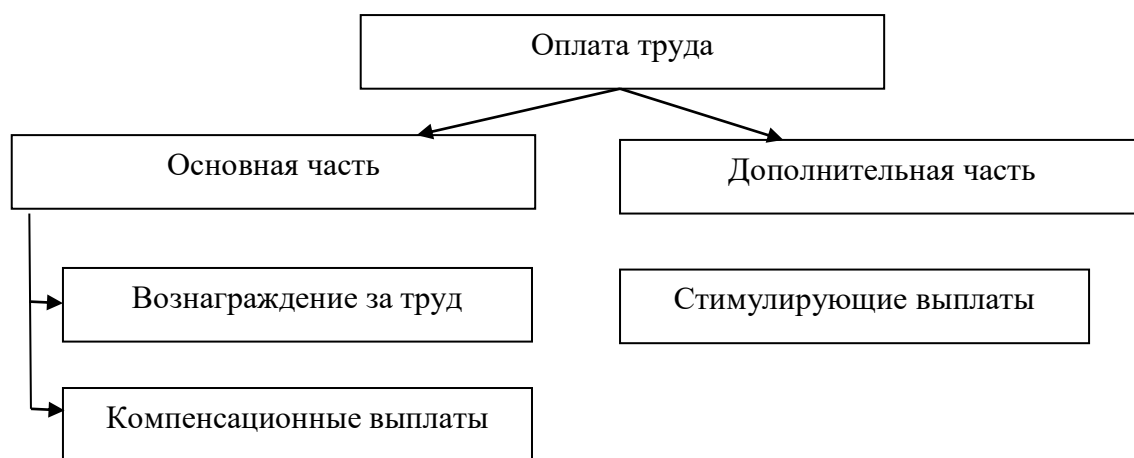 Оплата труда
Основная часть
Дополнительная часть
Вознаграждение за труд
Стимулирующие выплаты
Компенсационные выплаты